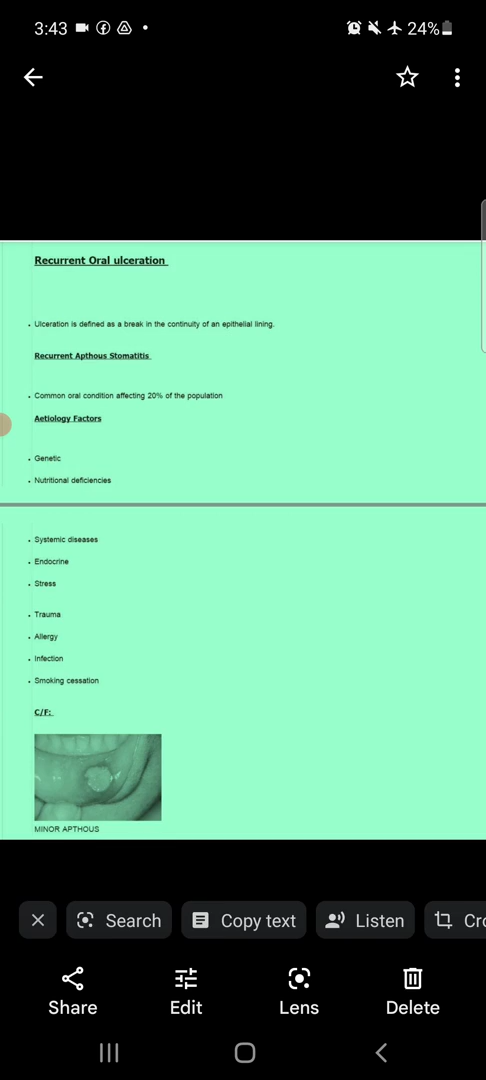 3:43
24%
Recurrent Oral ulceration
• Ulceration is defined as a break in the continuity of an epithelial lining.
Recurrent Apthous Stomatitis
• Common oral condition affecting 20% of the population
Aetiology Factors
• Genetic
• Nutritional deficiencies
• Systemic diseases
• Endocrine
• Stress
• Trauma
• Allergy
• Infection
• Smoking cessation
C/F:
MINOR APTHOUS
Search Copy text Listen Cro
Share Edit Lens Delete